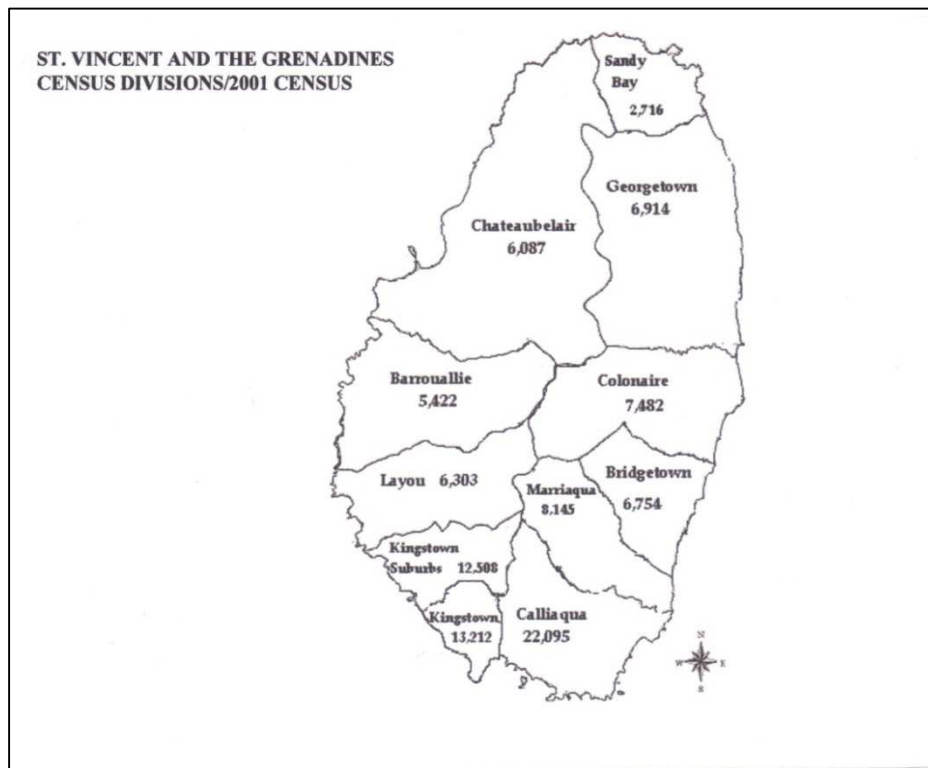 ST. VINCENT AND THE GRENADINES
CENSUS DIVISIONS/2001 CENSUS
Sandy
Bay
2,716
Georgetown
6,914
Chateaubelair
6,087
Barrouallie
5,422
Colonaire
7,482
Layou 6,303
Marriaqua
8,145
Bridgetown
6,754
Kingstown
Suburbs 12,508
Kingstown
13,212
Calliaqua
22,095
N
W E
S